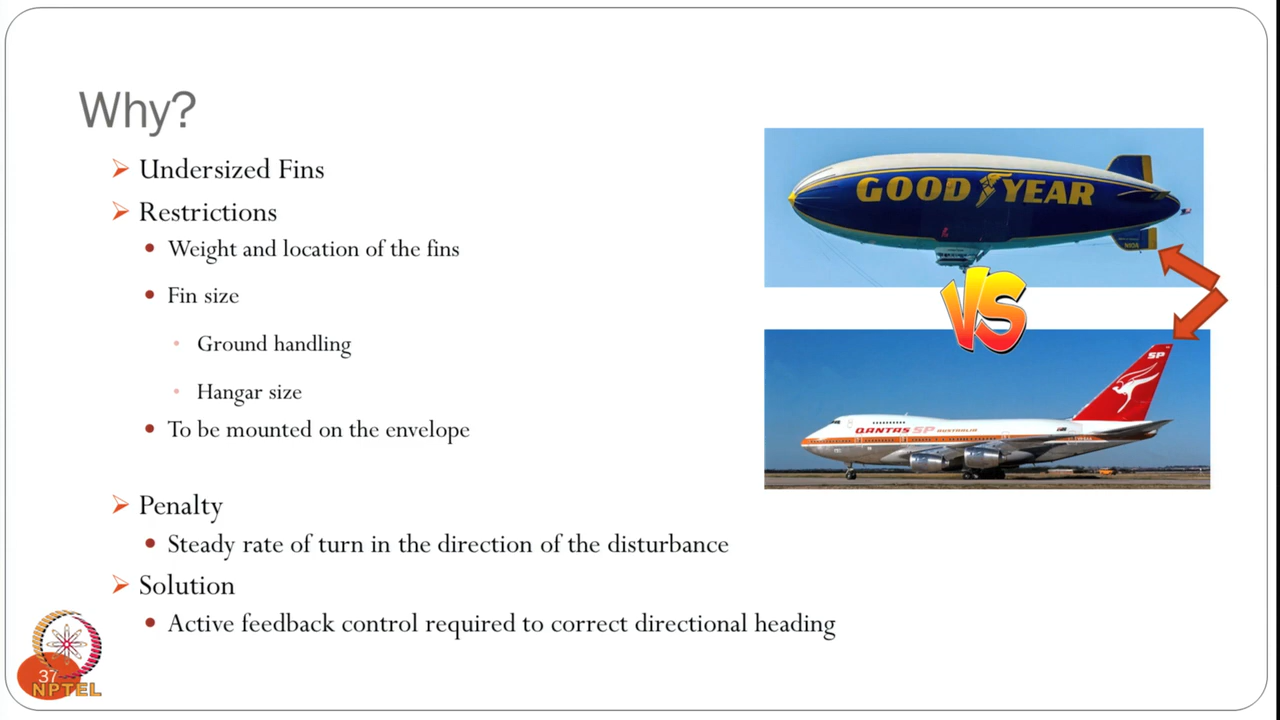 Why?
Undersized Fins
Restrictions
Weight and location of the fins
Fin size
Ground handling
Hangar size
To be mounted on the envelope
Penalty
Steady rate of turn in the direction of the disturbance
Solution
Active feedback control required to correct directional heading
GOOD YEAR
VS
SP
QANTAS SP AUSTRALIA
37
NPTEL